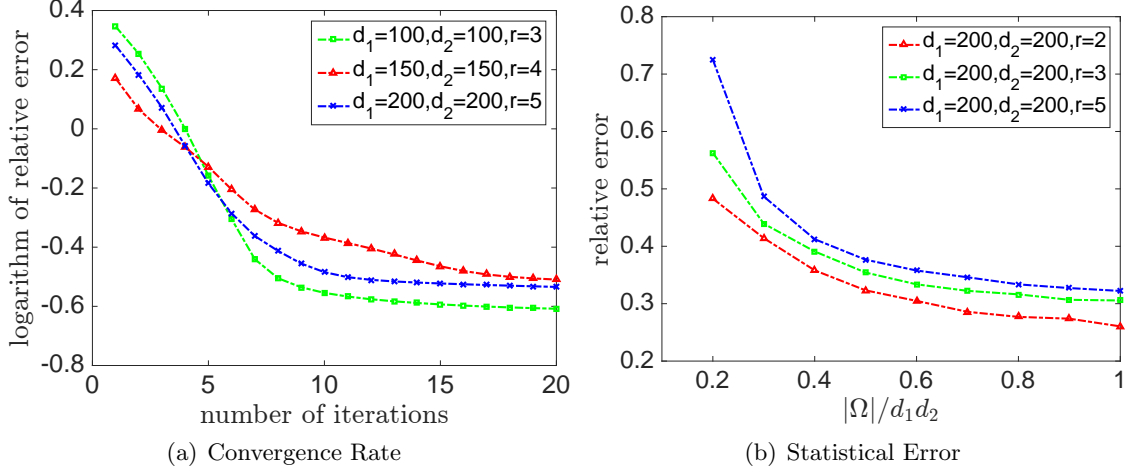 0.4
0.2
0
-0.2
-0.4
-0.6
-0.8
logarithm of relative error
d1=100,d2=100,r=3
d1=150,d2=150,r=4
d1=200,d2=200,r=5
0 5 10 15 20
number of iterations
(a) Convergence Rate
0.8
0.7
0.6
0.5
0.4
0.3
0.2
relative error
d1=200,d2=200,r=2
d1=200,d2=200,r=3
d1=200,d2=200,r=5
0.2 0.4 0.6 0.8 1
|Ω|/d1d2
(b) Statistical Error